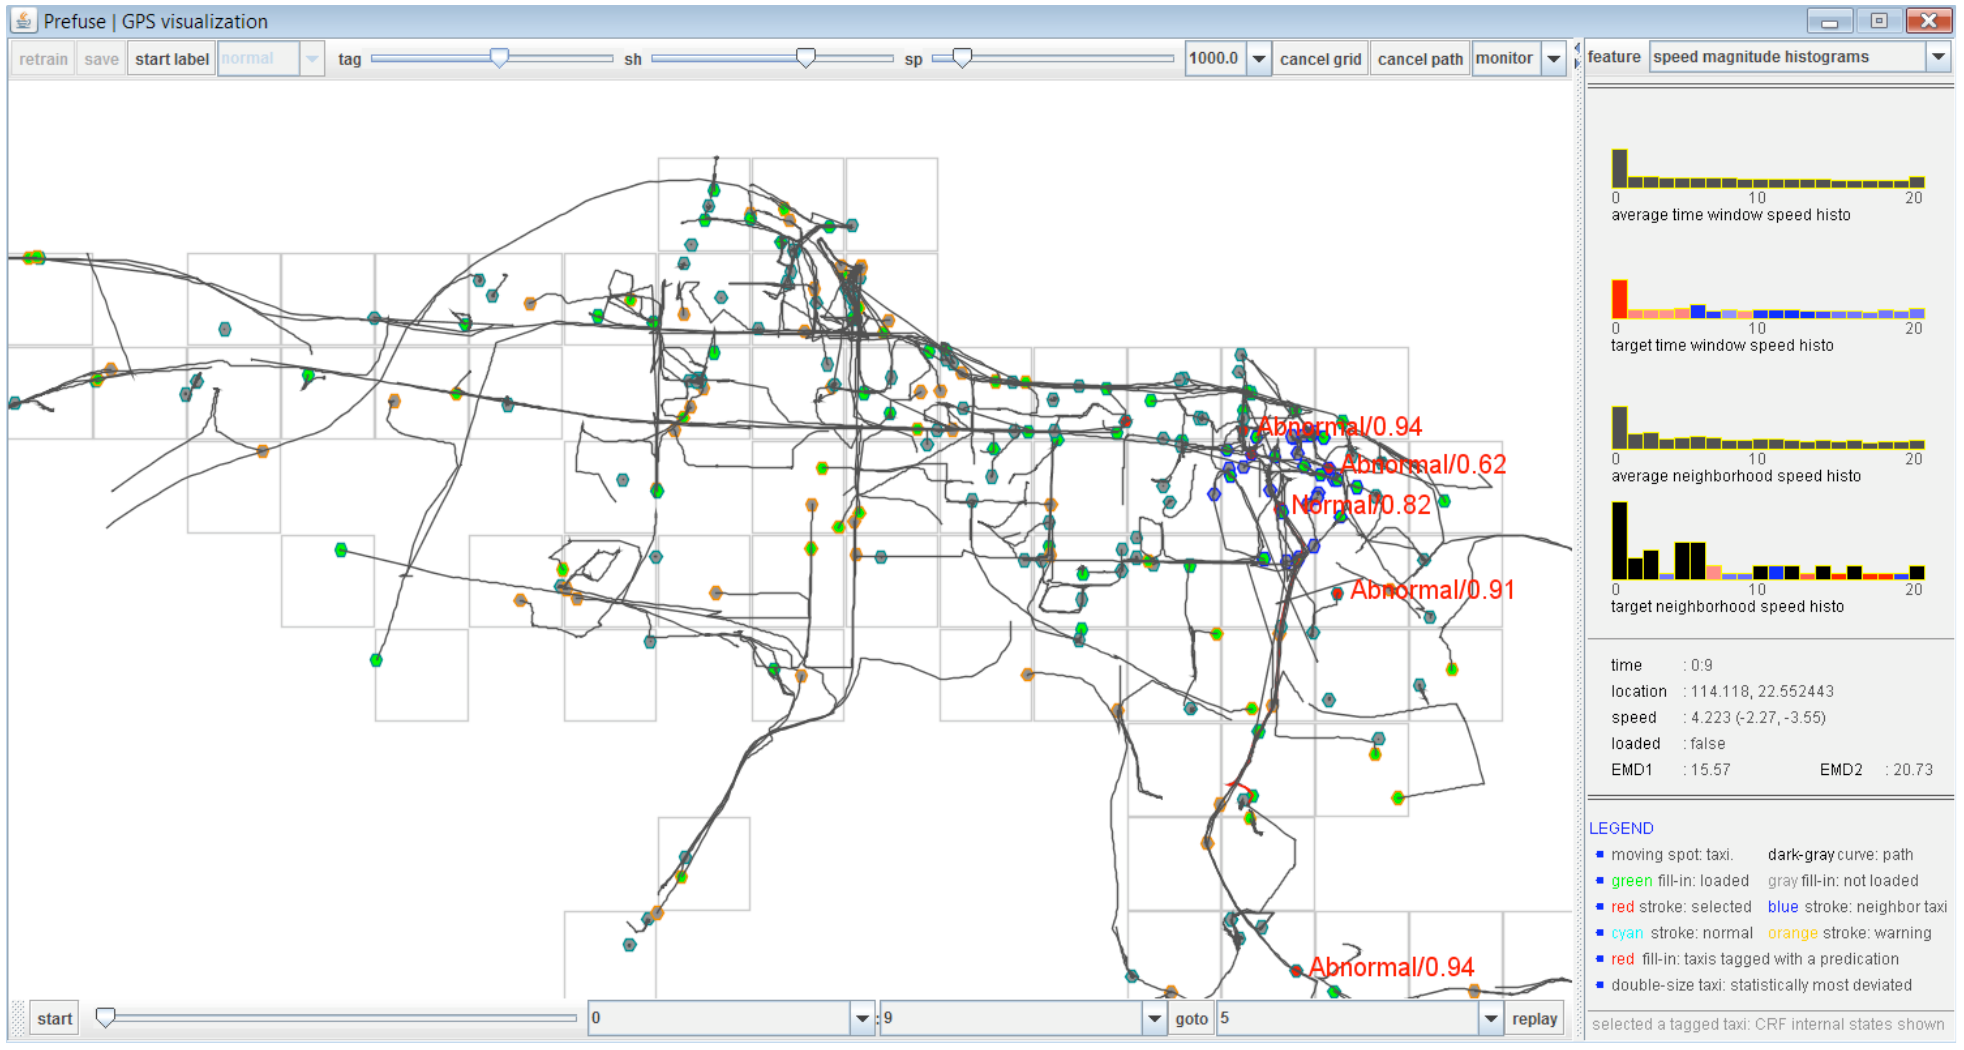 Prefuse | GPS visualization
retrain save start label normal tag sh sp 1000.0 cancel grid cancel path monitor
feature speed magnitude histograms
0 10 20
average time window speed histo
0 10 20
target time window speed histo
0 10 20
average neighborhood speed histo
0 10 20
target neighborhood speed histo
Abnormal/0.94
Abnormal/0.62
Normal/0.82
Abnormal/0.91
Abnormal/0.94
time : 0:9
location : 114.118, 22.552443
speed : 4.223 (-2.27, -3.55)
loaded : false
EMD1 : 15.57 EMD2 : 20.73
LEGEND
moving spot: taxi. dark-gray curve: path
green fill-in: loaded gray fill-in: not loaded
red stroke: selected blue stroke: neighbor taxi
cyan stroke: normal orange stroke: warning
red fill-in: taxis tagged with a predication
double-size taxi: statistically most deviated
selected a tagged taxi: CRF internal states shown
start 0 : 9 goto 5 replay